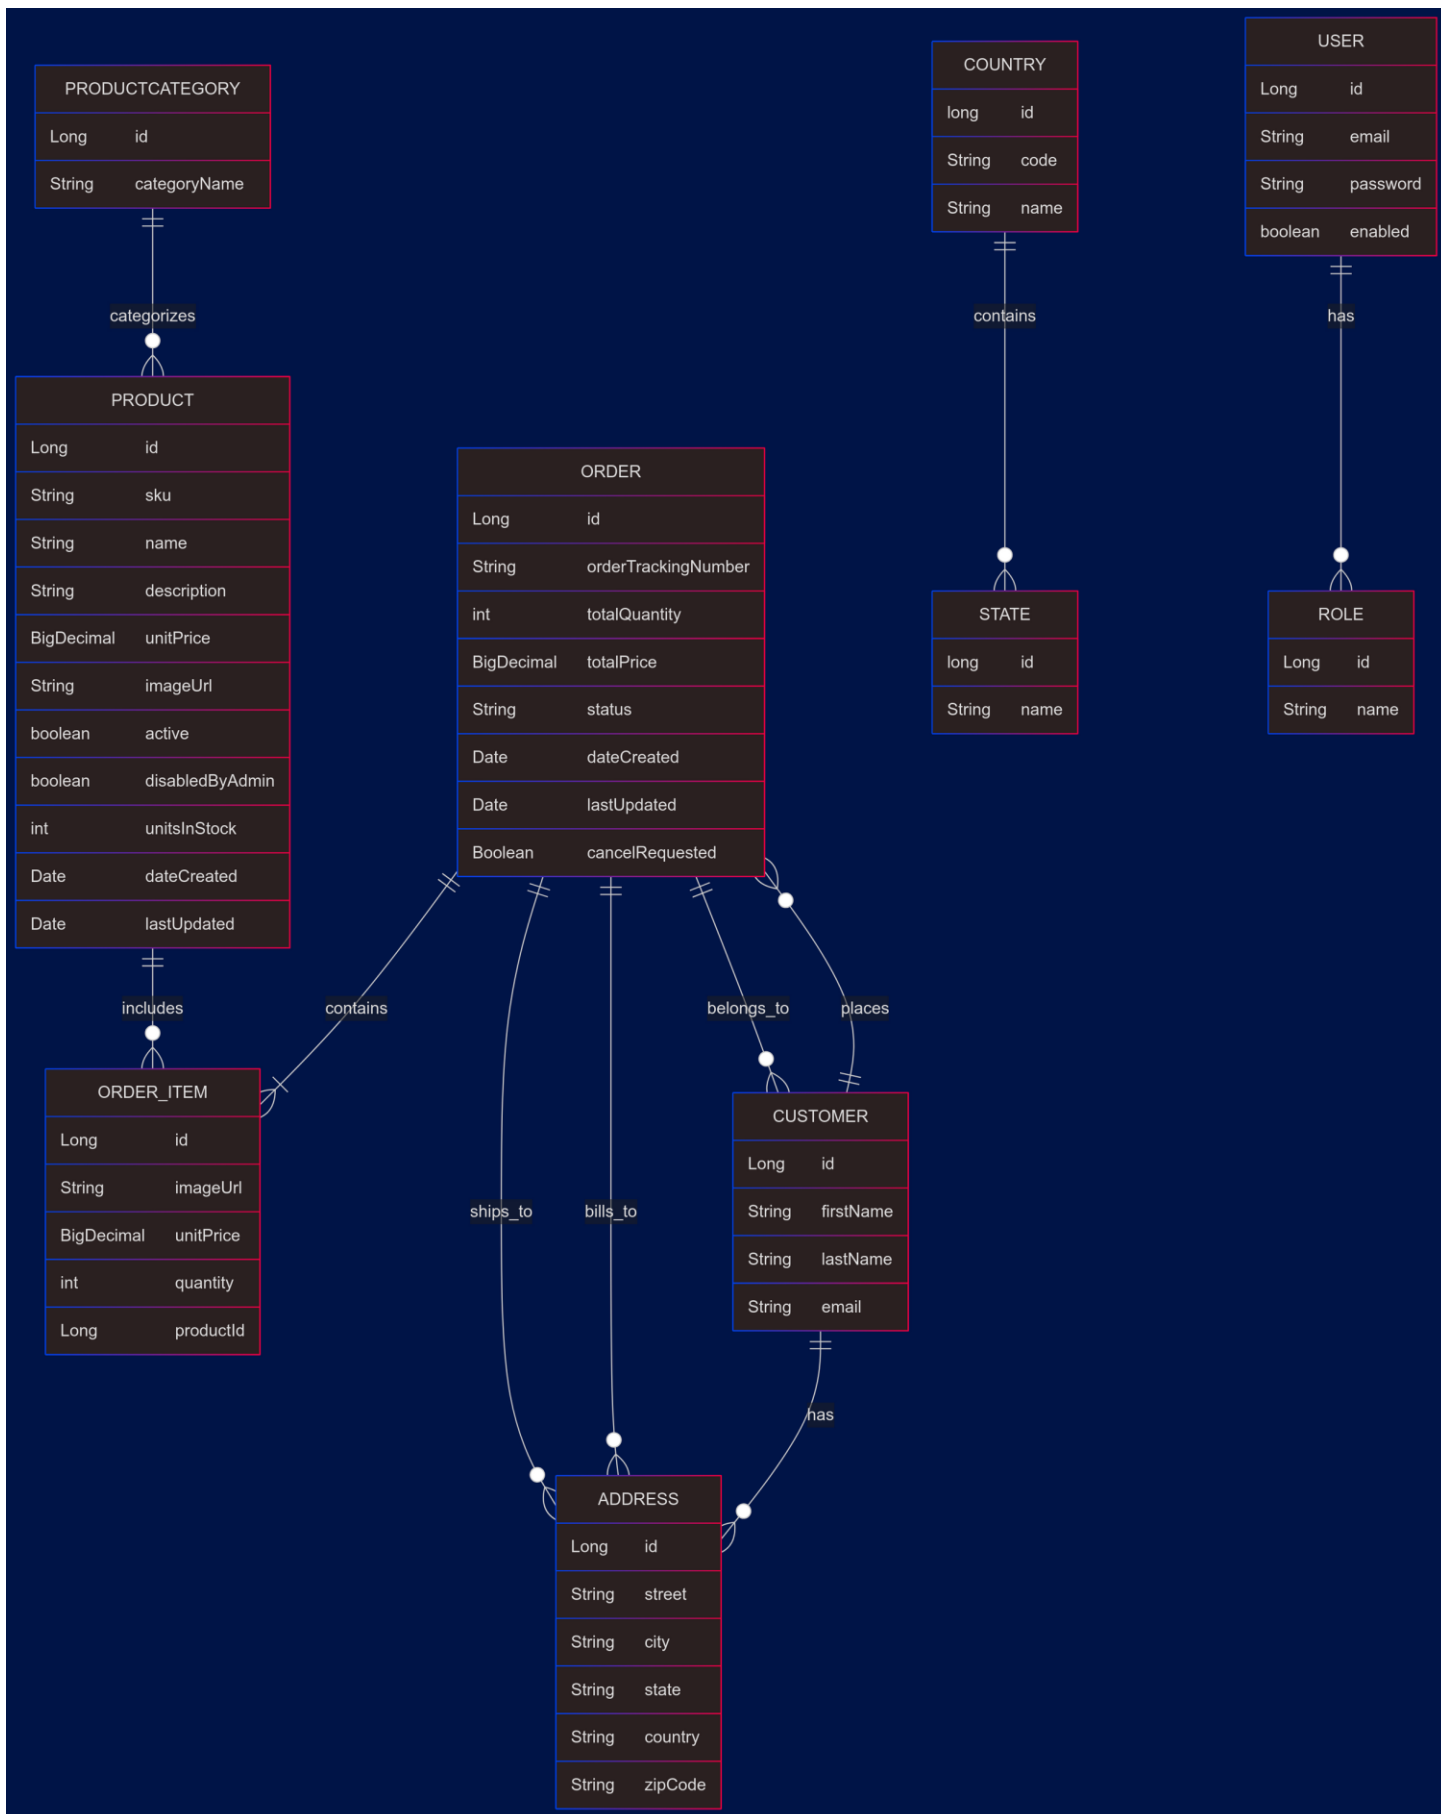 PRODUCTCATEGORY
Long id
String categoryName
categorizes
PRODUCT
Long id
String sku
String name
String description
BigDecimal unitPrice
String imageUrl
boolean active
boolean disabledByAdmin
int unitsInStock
Date dateCreated
Date lastUpdated
includes
ORDER_ITEM
Long id
String imageUrl
BigDecimal unitPrice
int quantity
Long productId
contains
ORDER
Long id
String orderTrackingNumber
int totalQuantity
BigDecimal totalPrice
String status
Date dateCreated
Date lastUpdated
Boolean cancelRequested
ships_to
bills_to
belongs_to
places
CUSTOMER
Long id
String firstName
String lastName
String email
has
ADDRESS
Long id
String street
String city
String state
String country
String zipCode
COUNTRY
long id
String code
String name
contains
STATE
long id
String name
USER
Long id
String email
String password
boolean enabled
has
ROLE
Long id
String name